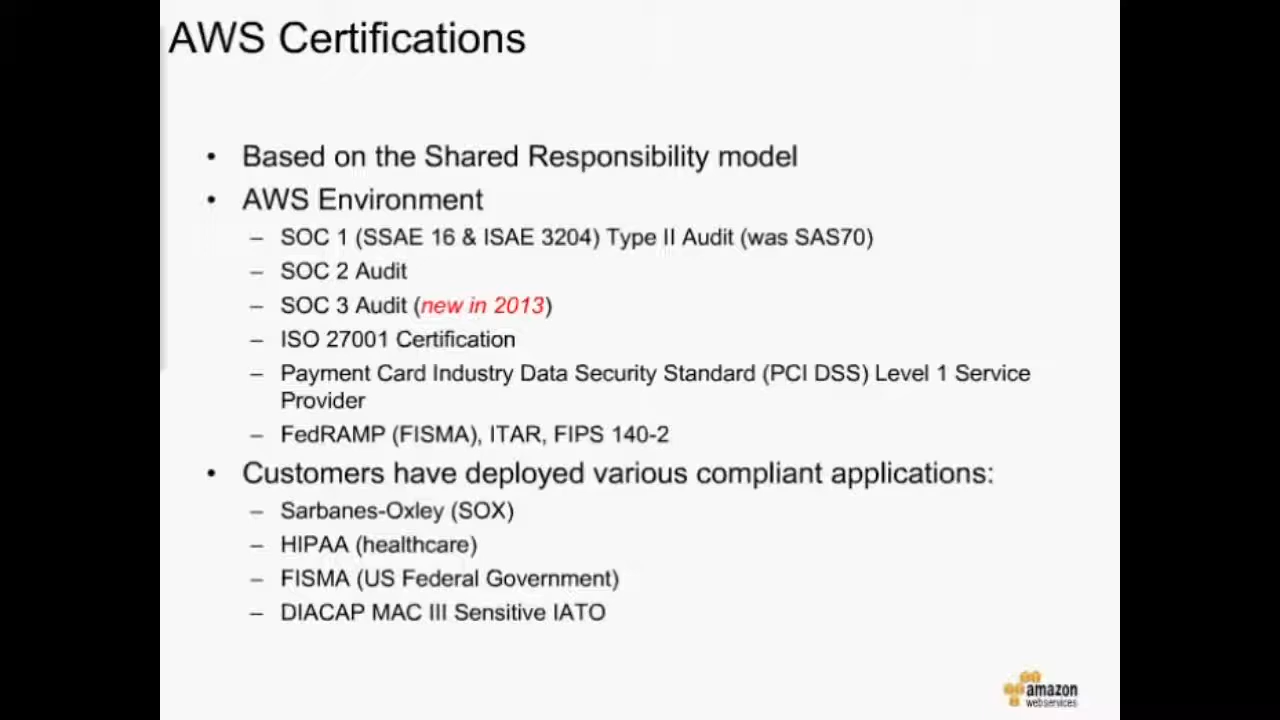 AWS Certifications
• Based on the Shared Responsibility model
• AWS Environment
– SOC 1 (SSAE 16 & ISAE 3204) Type II Audit (was SAS70)
– SOC 2 Audit
– SOC 3 Audit (new in 2013)
– ISO 27001 Certification
– Payment Card Industry Data Security Standard (PCI DSS) Level 1 Service
Provider
– FedRAMP (FISMA), ITAR, FIPS 140-2
• Customers have deployed various compliant applications:
– Sarbanes-Oxley (SOX)
– HIPAA (healthcare)
– FISMA (US Federal Government)
– DIACAP MAC III Sensitive IATO
amazon
webservices